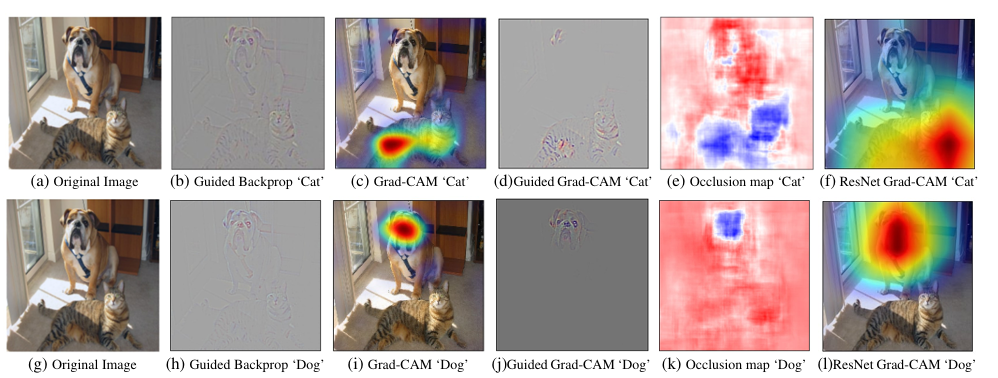 (a) Original Image (b) Guided Backprop ‘Cat’ (c) Grad-CAM ‘Cat’ (d)Guided Grad-CAM ‘Cat’ (e) Occlusion map ‘Cat’ (f) ResNet Grad-CAM ‘Cat’
(g) Original Image (h) Guided Backprop ‘Dog’ (i) Grad-CAM ‘Dog’ (j)Guided Grad-CAM ‘Dog’ (k) Occlusion map ‘Dog’ (l)ResNet Grad-CAM ‘Dog’